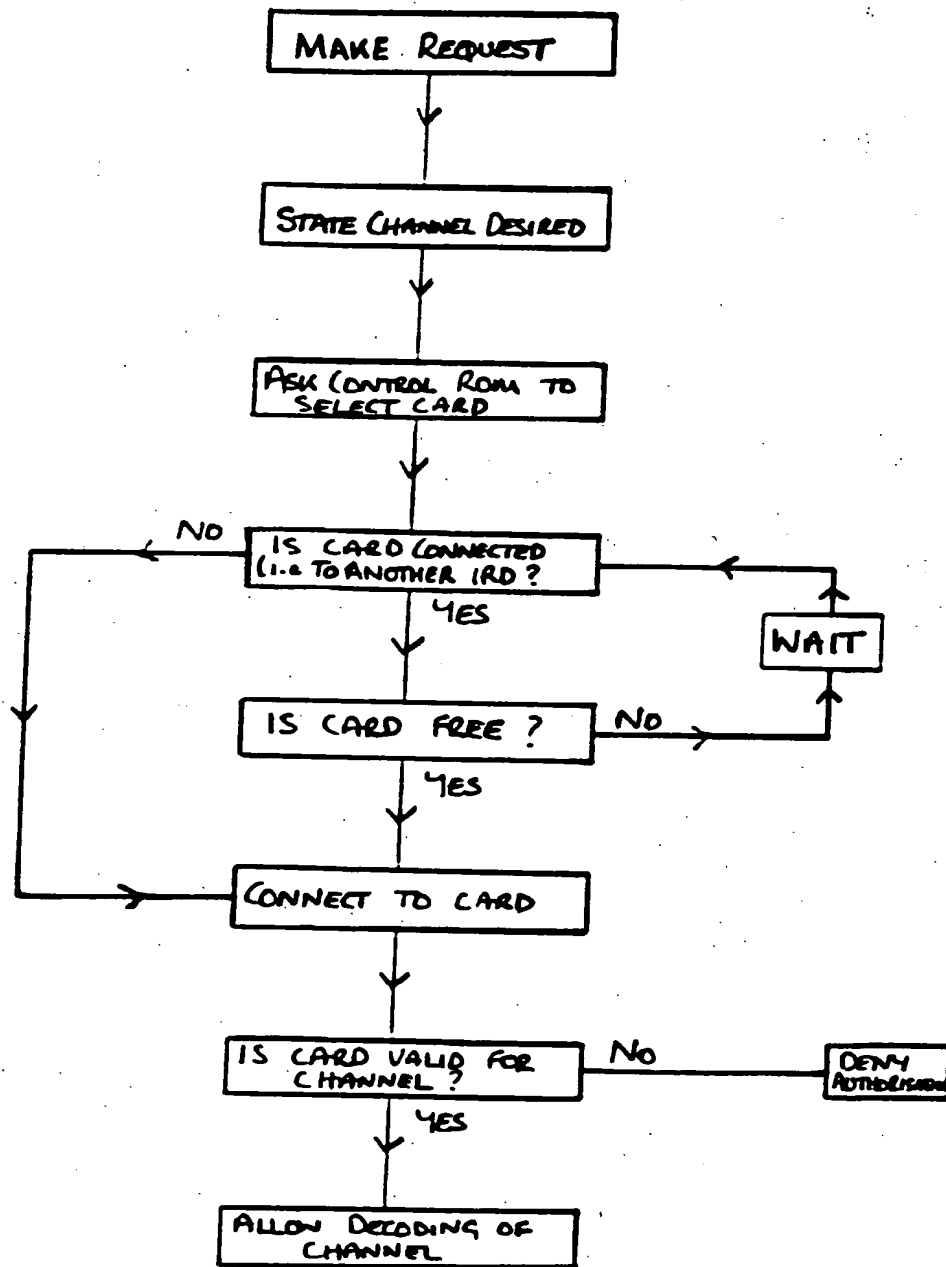 MAKE REQUEST
STATE CHANNEL DESIRED
ASK CONTROL ROM TO
SELECT CARD
NO
IS CARD CONNECTED
(i.e TO ANOTHER IRD ?
YES
WAIT
IS CARD FREE ?
NO
YES
CONNECT TO CARD
IS CARD VALID FOR
CHANNEL ?
NO
DENY
YES
ALLOW DECODING OF
CHANNEL